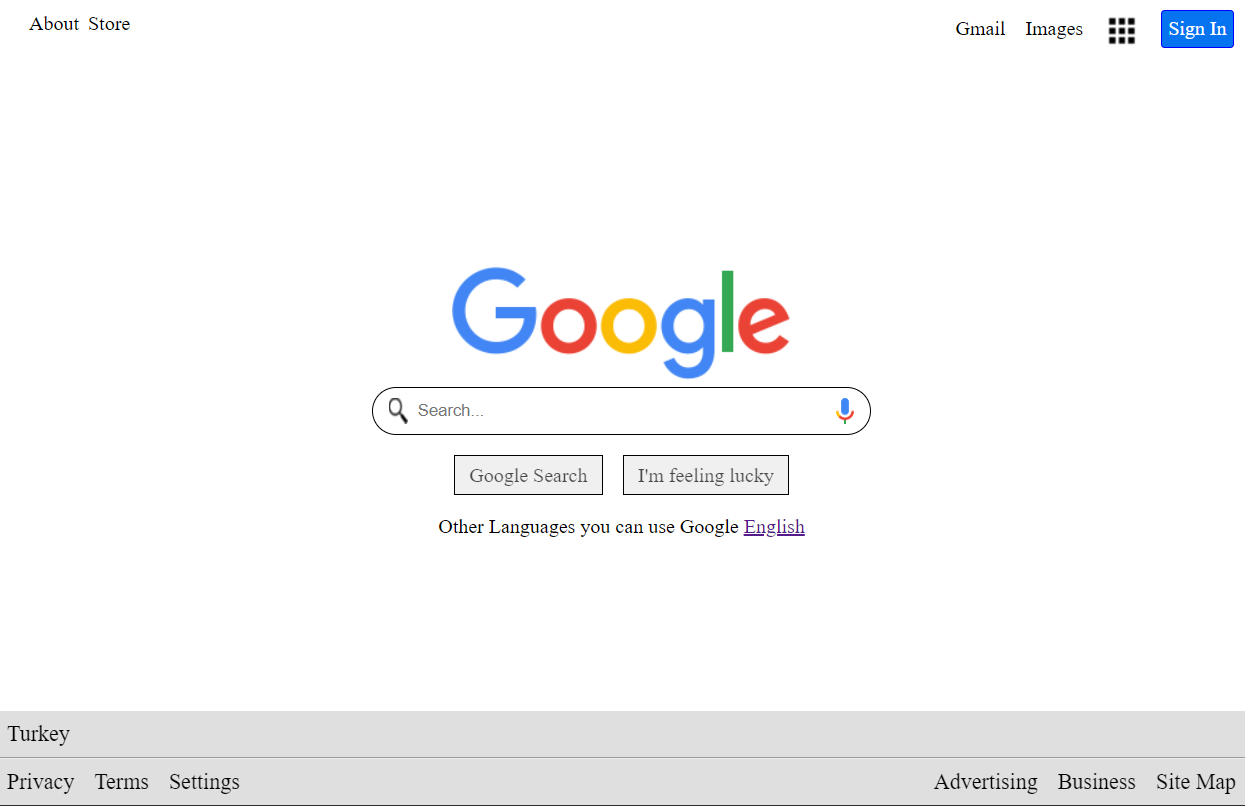 About Store
Gmail Images Sign In
Google
Search...
Google Search I'm feeling lucky
Other Languages you can use Google English
Turkey
Privacy Terms Settings Advertising Business Site Map